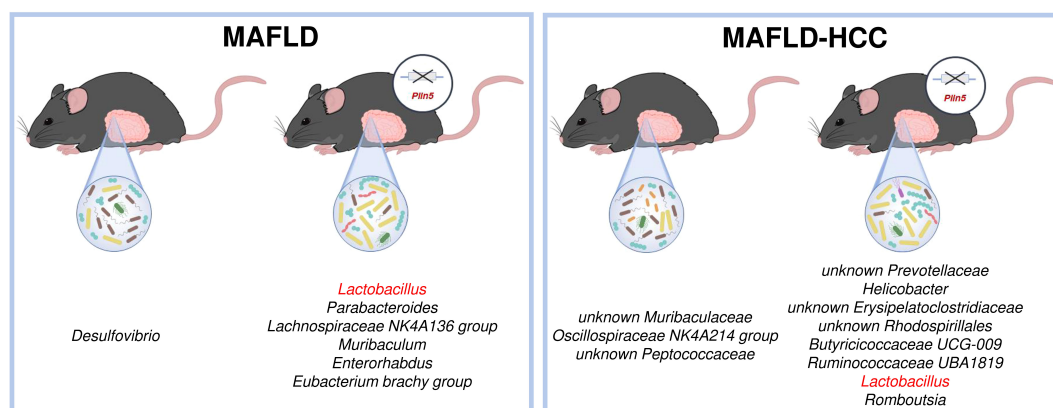 MAFLD
Plin5
Desulfovibrio
Lactobacillus
Parabacteroides
Lachnospiraceae NK4A136 group
Muribaculum
Enterorhabdus
Eubacterium brachy group
MAFLD-HCC
Plin5
unknown Muribaculaceae
Oscillospiraceae NK4A214 group
unknown Peptococcaceae
unknown Prevotellaceae
Helicobacter
unknown Erysipelatoclostridiaceae
unknown Rhodospirillales
Butyricicoccaceae UCG-009
Ruminococcaceae UBA1819
Lactobacillus
Romboutsia